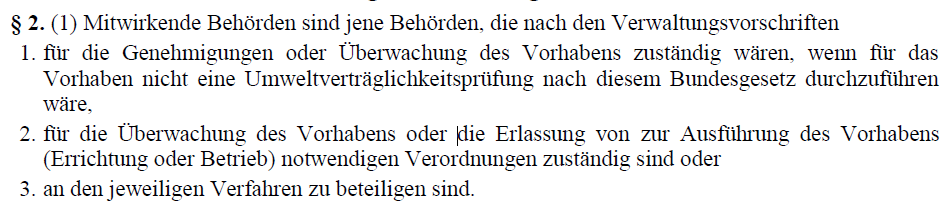 § 2. (1) Mitwirkende Behörden sind jene Behörden, die nach den Verwaltungsvorschriften
1. für die Genehmigungen oder Überwachung des Vorhabens zuständig wären, wenn für das
Vorhaben nicht eine Umweltverträglichkeitsprüfung nach diesem Bundesgesetz durchzuführen
wäre,
2. für die Überwachung des Vorhabens oder die Erlassung von zur Ausführung des Vorhabens
(Errichtung oder Betrieb) notwendigen Verordnungen zuständig sind oder
3. an den jeweiligen Verfahren zu beteiligen sind.